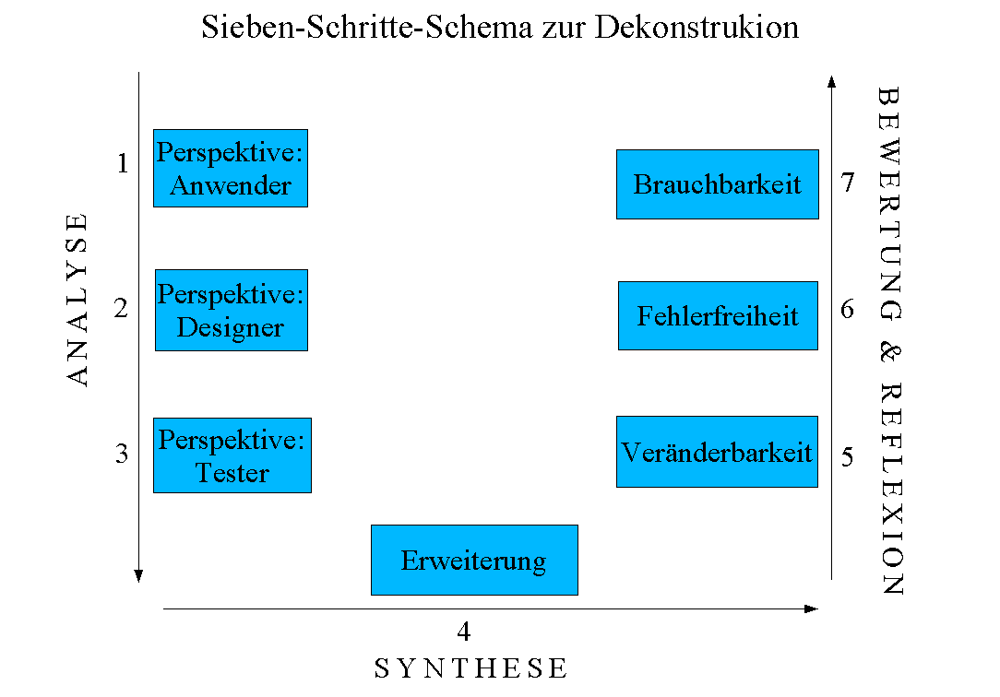 Sieben-Schritte-Schema zur Dekonstrukion
ANALYSE
1
Perspektive:
Anwender
2
Perspektive:
Designer
3
Perspektive:
Tester
Erweiterung
4
SYNTHESE
Veränderbarkeit
5
Fehlerfreiheit
6
Brauchbarkeit
7
BEWERTUNG & REFLEXION